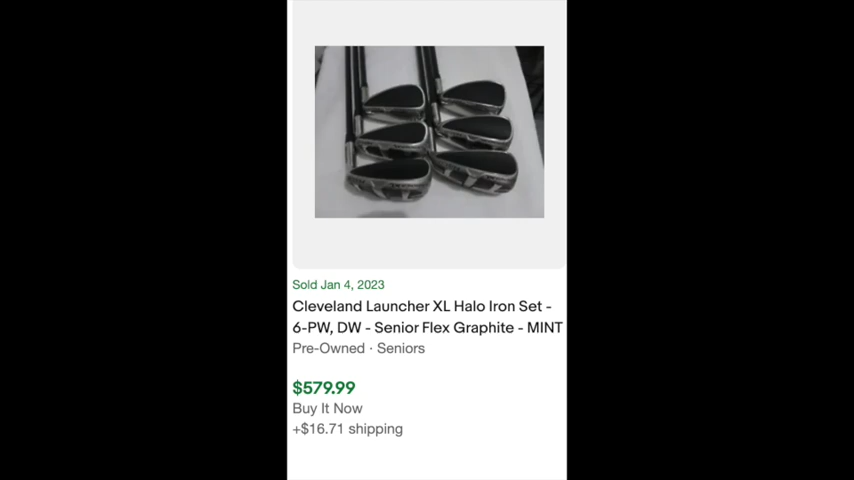 Sold Jan 4, 2023
Cleveland Launcher XL Halo Iron Set -
6-PW, DW - Senior Flex Graphite - MINT
Pre-Owned · Seniors
$579.99
Buy It Now
+$16.71 shipping